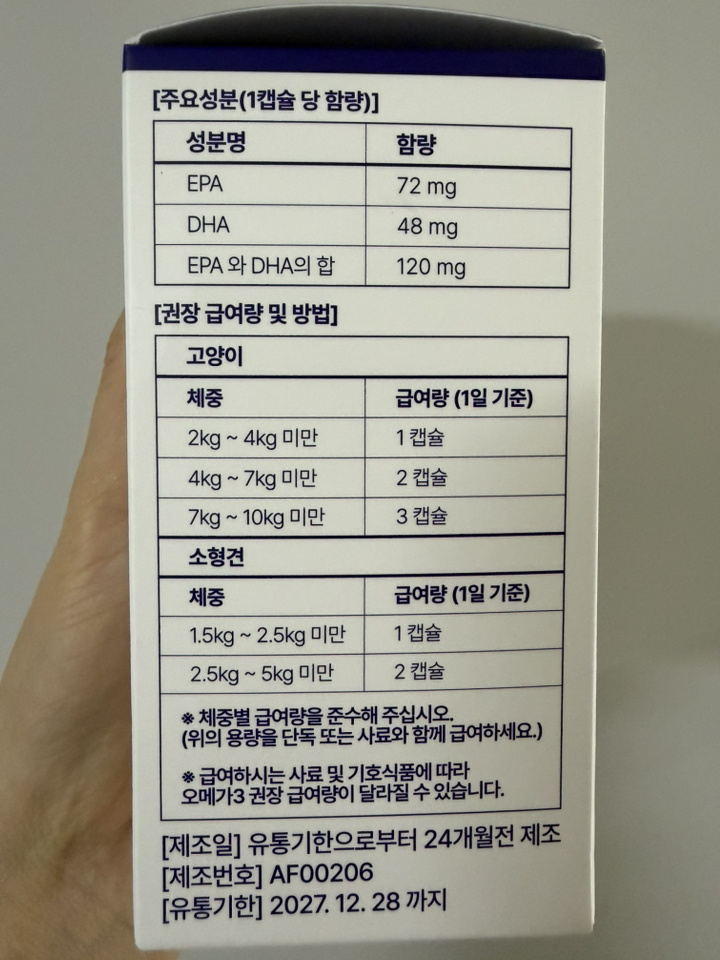 [주요성분(1캡슐 당 함량)]
성분명 함량
EPA 72 mg
DHA 48 mg
EPA 와 DHA의 합 120 mg
[권장 급여량 및 방법]
고양이
체중 급여량 (1일 기준)
2kg ~ 4kg 미만 1 캡슐
4kg ~ 7kg 미만 2 캡슐
7kg ~ 10kg 미만 3 캡슐
소형견
체중 급여량 (1일 기준)
1.5kg ~ 2.5kg 미만 1 캡슐
2.5kg ~ 5kg 미만 2 캡슐
※ 체중별 급여량을 준수해 주십시오.
(위의 용량을 단독 또는 사료와 함께 급여하세요.)
※ 급여하시는 사료 및 기호식품에 따라
오메가3 권장 급여량이 달라질 수 있습니다.
[제조일] 유통기한으로부터 24개월전 제조
[제조번호] AF00206
[유통기한] 2027. 12. 28 까지